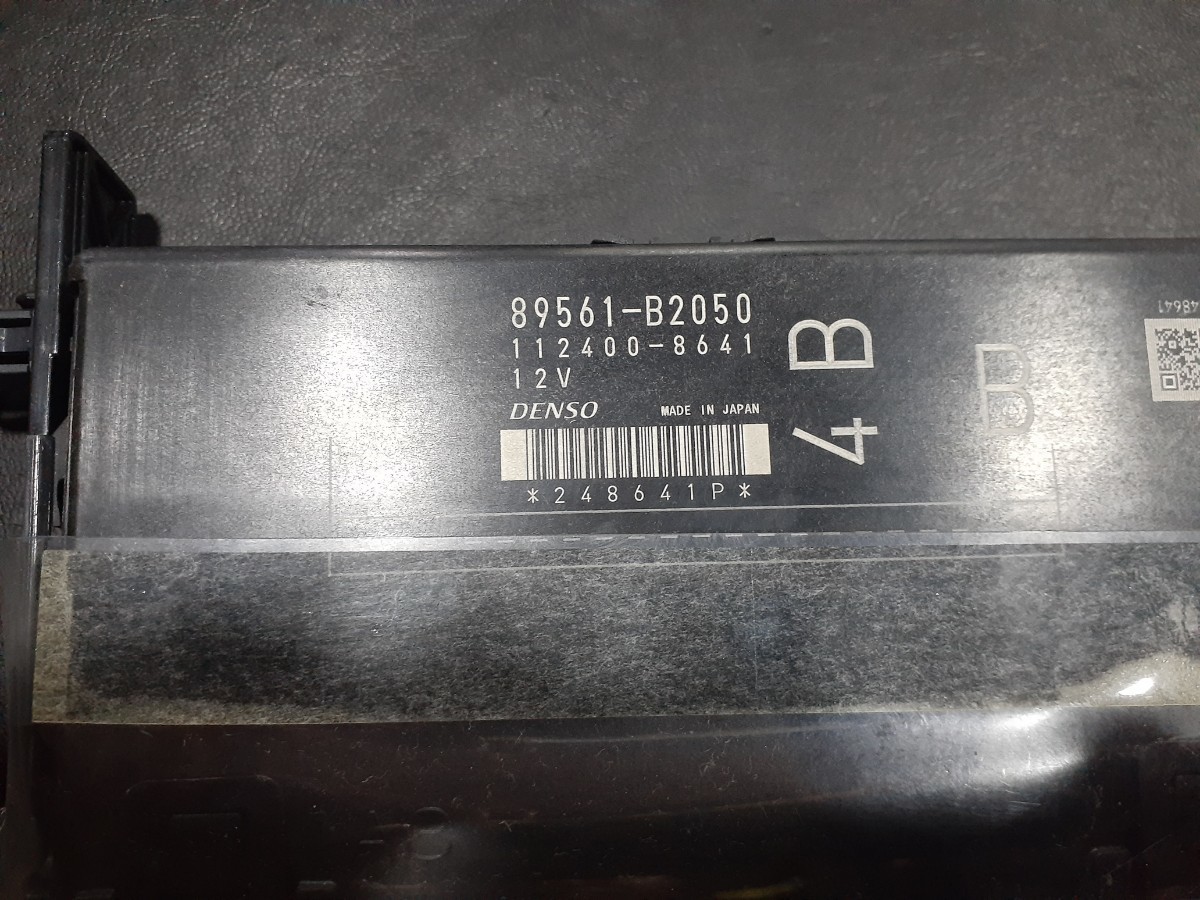 89561-B2050
112400-8641
12V
DENSO MADE IN JAPAN
*248641P*
4B
B
48641